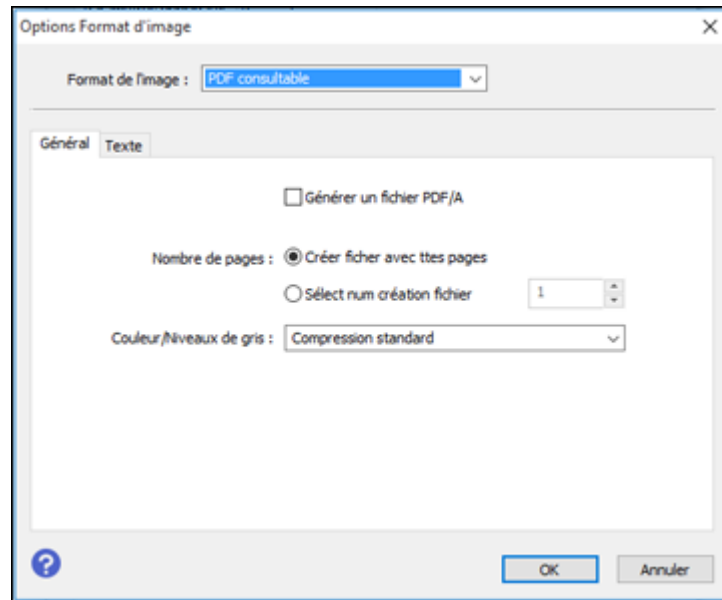 Options Format d'image
Format de l'image : PDF consultable
Général Texte
Générer un fichier PDF/A
Nombre de pages : Créer ficher avec ttes pages
Sélect num création fichier 1
Couleur/Niveaux de gris : Compression standard
? OK Annuler